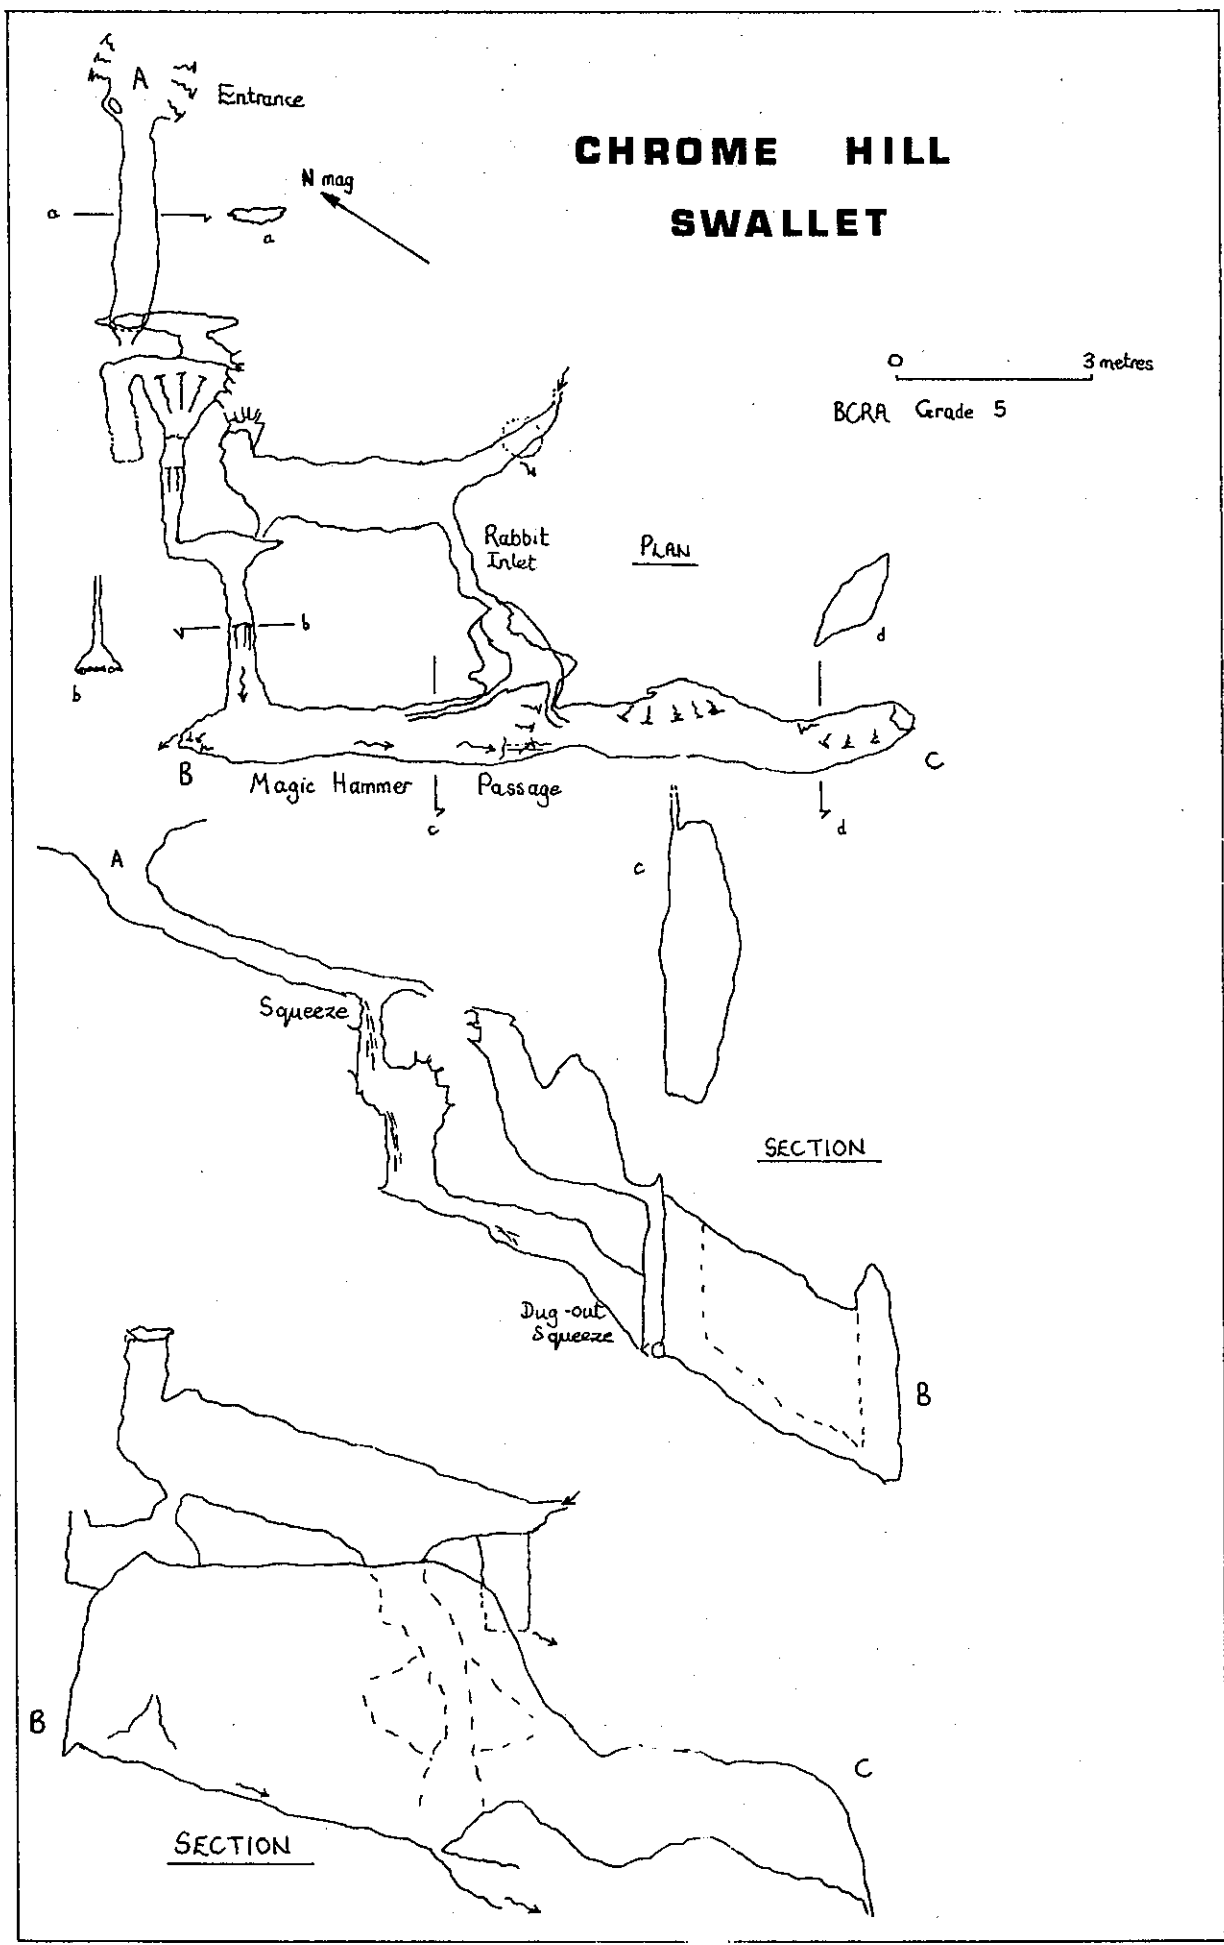 A
Entrance
CHROME HILL
SWALLET
N mag
a
a
0 3 metres
BCRA Grade 5
Rabbit
Inlet
PLAN
b
b
d
B
C
Magic Hammer Passage
c
d
A
c
Squeeze
SECTION
Dug-out
Squeeze
B
B
C
SECTION